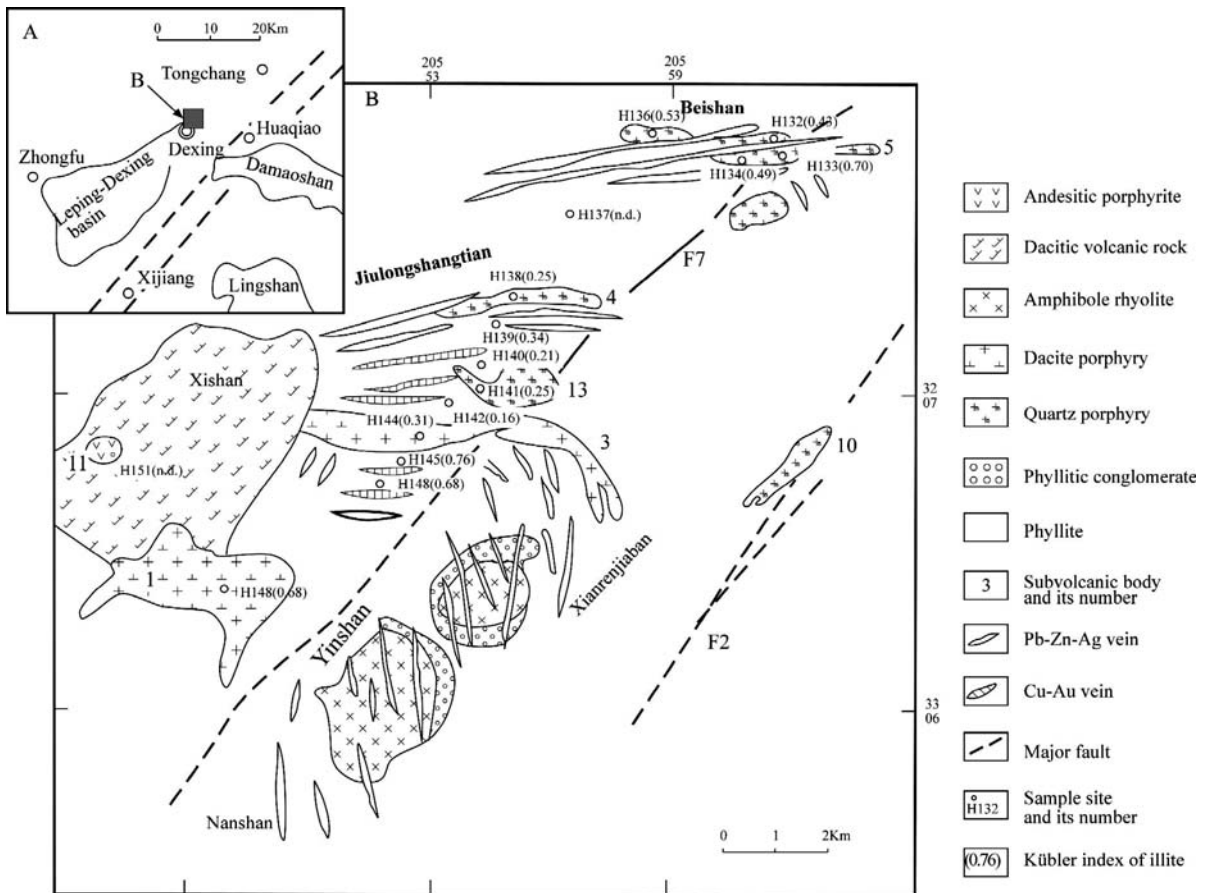 A
0 10 20Km
Tongchang
B
Huaqiao
Dexing
Zhongfu
Damaoshan
Leping-Dexing
basin
Xijiang
Lingshan
205
53
205
59
B
Beishan
H136(0.53)
H132(0.43)
5
H134(0.49)
H133(0.70)
H137(n.d.)
F7
Jiulongshangtian
H138(0.25)
4
H139(0.34)
H140(0.21)
Xishan
H141(0.25)
13
32
07
H144(0.31)
H142(0.16)
3
10
11
H151(n.d.)
H145(0.76)
H148(0.68)
1
H148(0.68)
Xianrenjiaban
Yinshan
F2
33
06
Nanshan
0 1 2Km
Andesitic porphyrite
Dacitic volcanic rock
Amphibole rhyolite
Dacite porphyry
Quartz porphyry
Phyllitic conglomerate
Phyllite
3
Subvolcanic body
and its number
Pb-Zn-Ag vein
Cu-Au vein
Major fault
H132
Sample site
and its number
(0.76)
Kübler index of illite